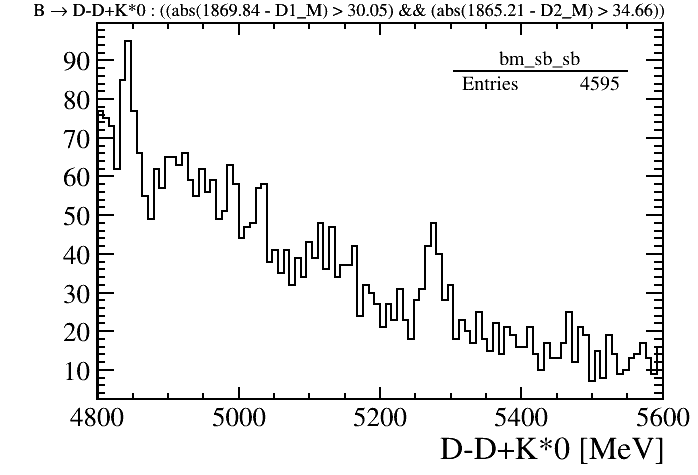 B → D-D+K*0 : ((abs(1869.84 - D1_M) > 30.05) && (abs(1865.21 - D2_M) > 34.66))
bm_sb_sb
Entries 4595
90
80
70
60
50
40
30
20
10
4800 5000 5200 5400 5600
D-D+K*0 [MeV]